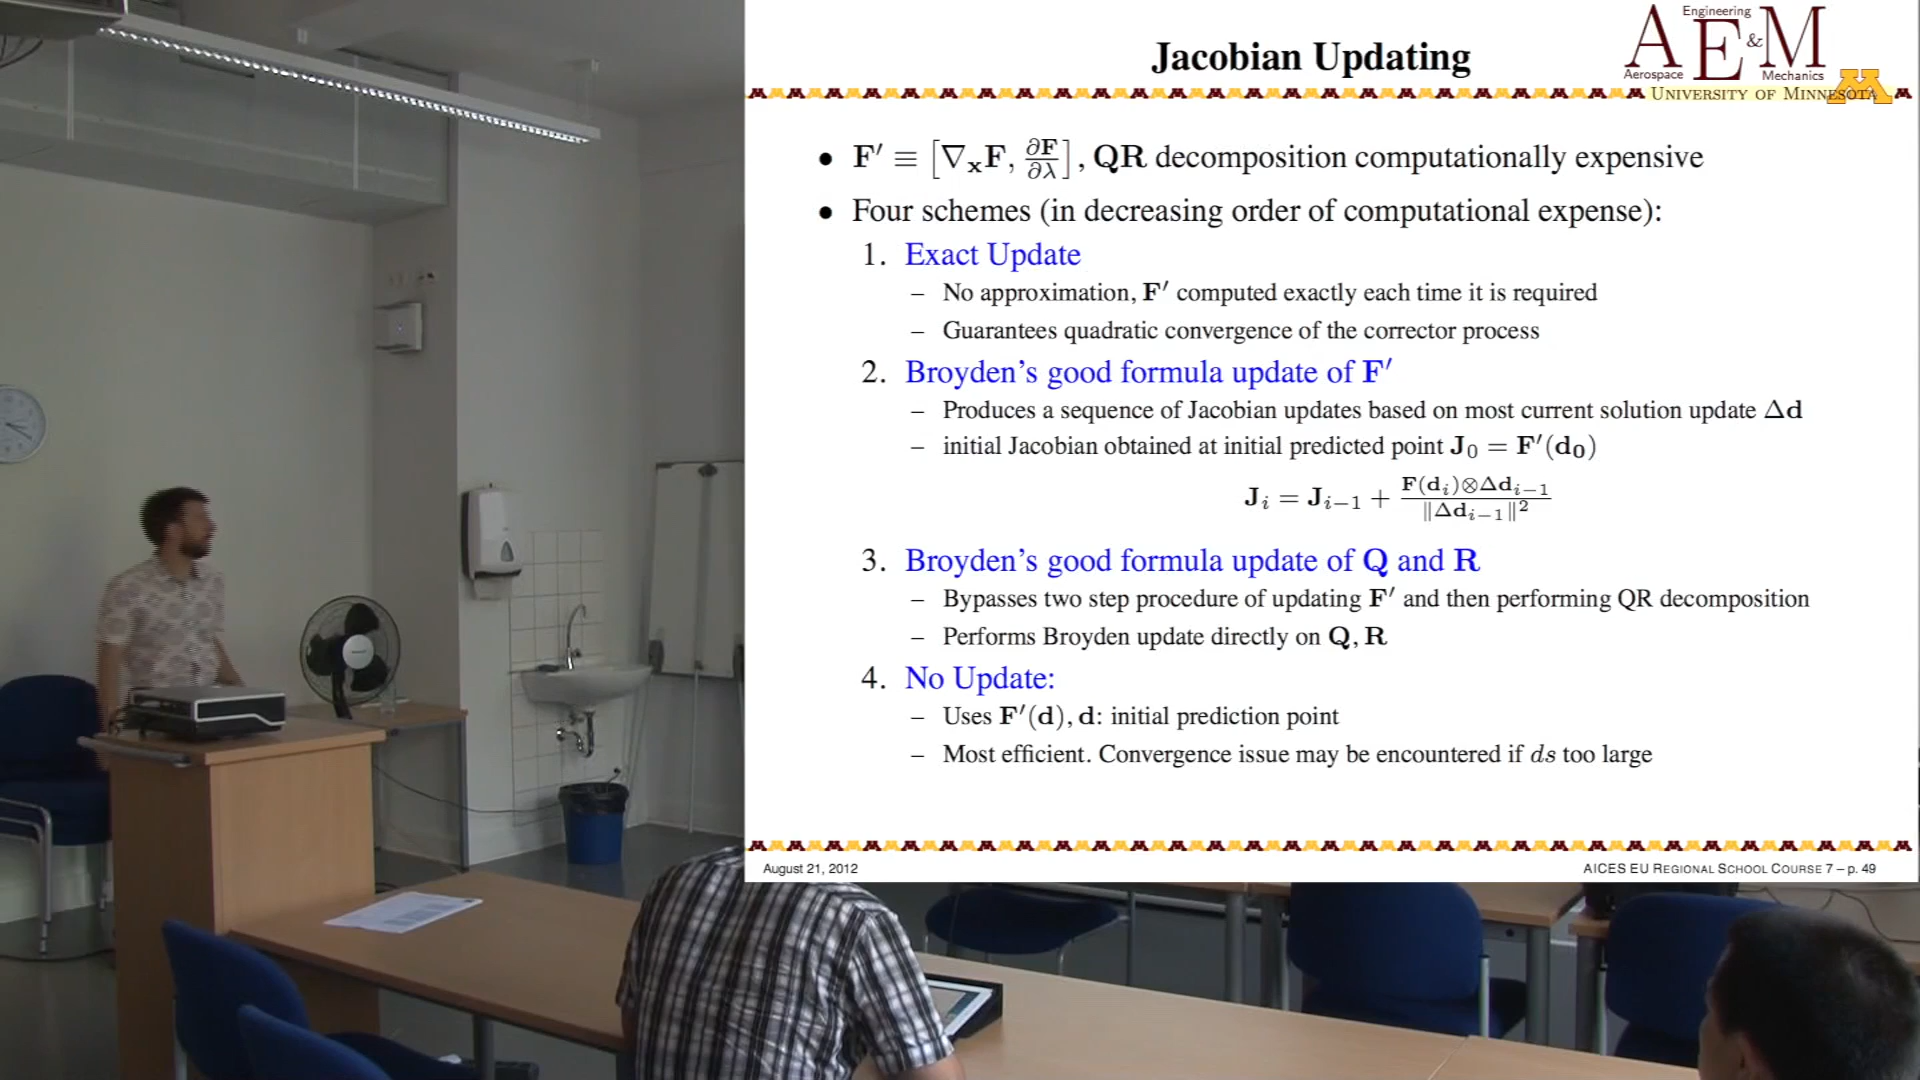 Jacobian Updating
Engineering
AE&M
Aerospace Mechanics
UNIVERSITY OF MINNESOTA
• F′ ≡ [∇ₓF, ∂F/∂λ], QR decomposition computationally expensive
• Four schemes (in decreasing order of computational expense):
1. Exact Update
– No approximation, F′ computed exactly each time it is required
– Guarantees quadratic convergence of the corrector process
2. Broyden's good formula update of F′
– Produces a sequence of Jacobian updates based on most current solution update Δd
– initial Jacobian obtained at initial predicted point J₀ = F′(d₀)
Jᵢ = Jᵢ₋₁ + F(dᵢ)⊗Δdᵢ₋₁ / ‖Δdᵢ₋₁‖²
3. Broyden's good formula update of Q and R
– Bypasses two step procedure of updating F′ and then performing QR decomposition
– Performs Broyden update directly on Q, R
4. No Update:
– Uses F′(d), d: initial prediction point
– Most efficient. Convergence issue may be encountered if ds too large
August 21, 2012
AICES EU REGIONAL SCHOOL COURSE 7 – p. 49